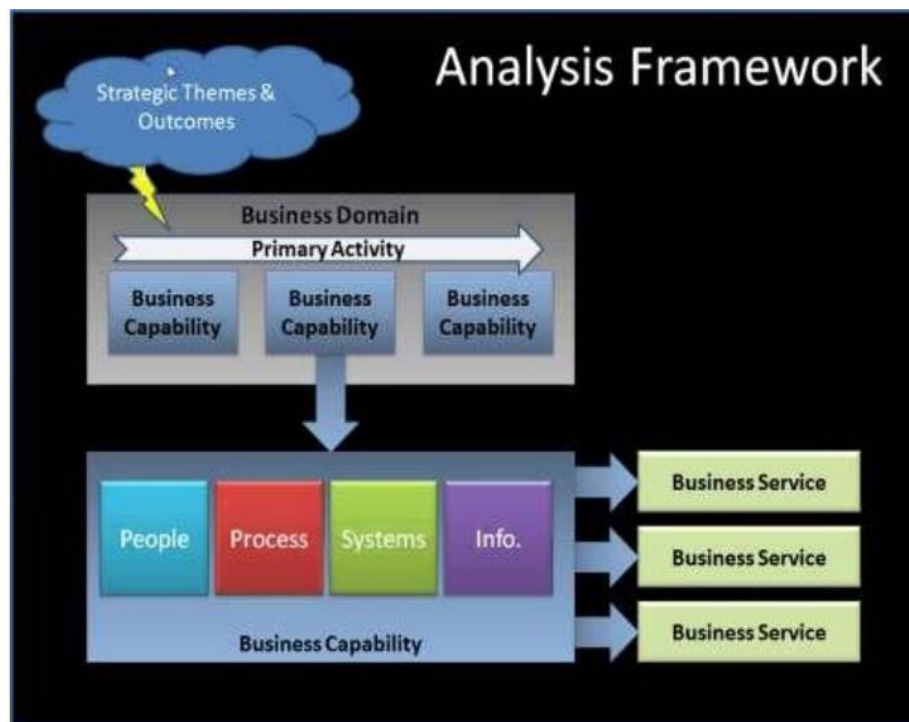 Analysis Framework
Strategic Themes &
Outcomes
Business Domain
Primary Activity
Business
Capability
Business
Capability
Business
Capability
People
Process
Systems
Info.
Business Capability
Business Service
Business Service
Business Service